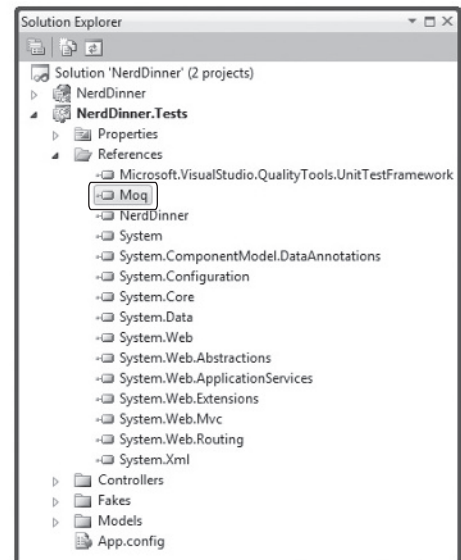 Solution Explorer
Solution 'NerdDinner' (2 projects)
NerdDinner
NerdDinner.Tests
Properties
References
Microsoft.VisualStudio.QualityTools.UnitTestFramework
Moq
NerdDinner
System
System.ComponentModel.DataAnnotations
System.Configuration
System.Core
System.Data
System.Web
System.Web.Abstractions
System.Web.ApplicationServices
System.Web.Extensions
System.Web.Mvc
System.Web.Routing
System.Xml
Controllers
Fakes
Models
App.config